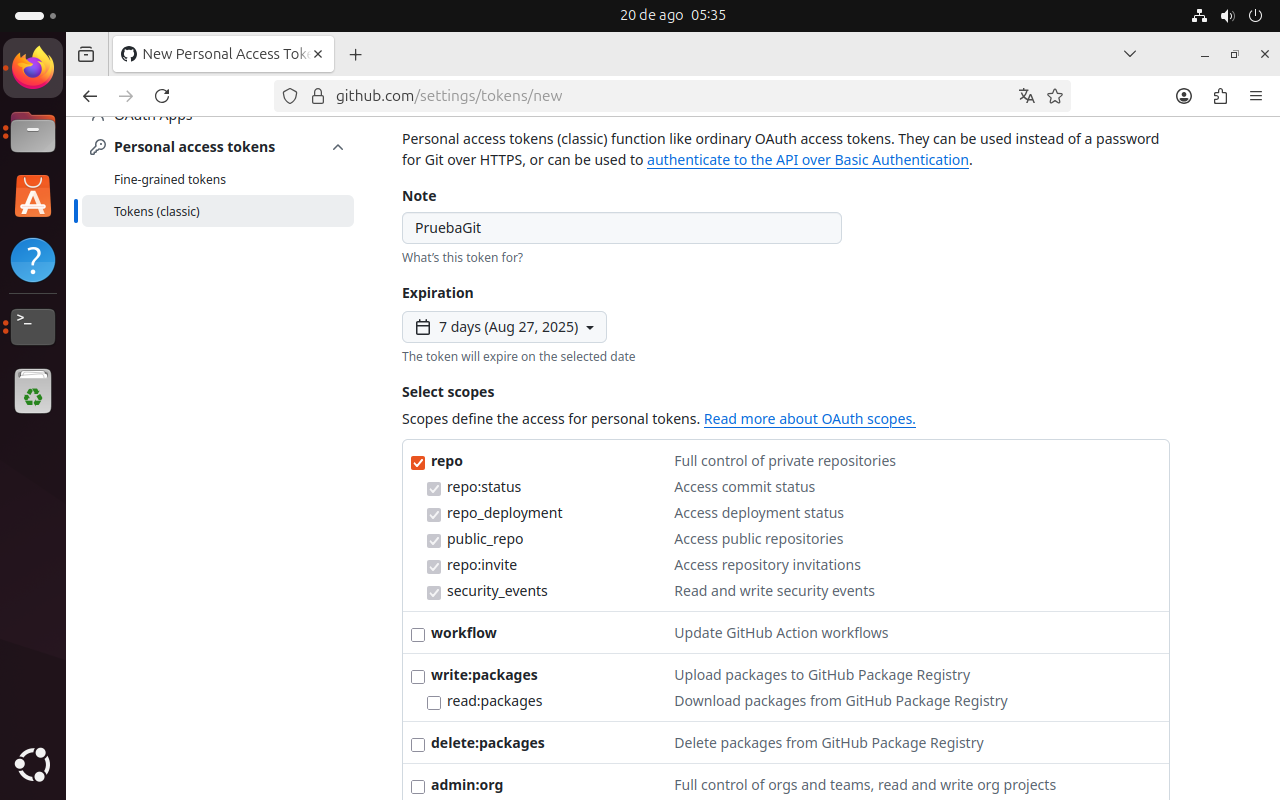 20 de ago 05:35
New Personal Access Tok
github.com/settings/tokens/new
OAuth Apps
Personal access tokens
Fine-grained tokens
Tokens (classic)
Personal access tokens (classic) function like ordinary OAuth access tokens. They can be used instead of a password
for Git over HTTPS, or can be used to authenticate to the API over Basic Authentication.
Note
PruebaGit
What's this token for?
Expiration
7 days (Aug 27, 2025)
The token will expire on the selected date
Select scopes
Scopes define the access for personal tokens. Read more about OAuth scopes.
repo Full control of private repositories
repo:status Access commit status
repo_deployment Access deployment status
public_repo Access public repositories
repo:invite Access repository invitations
security_events Read and write security events
workflow Update GitHub Action workflows
write:packages Upload packages to GitHub Package Registry
read:packages Download packages from GitHub Package Registry
delete:packages Delete packages from GitHub Package Registry
admin:org Full control of orgs and teams, read and write org projects